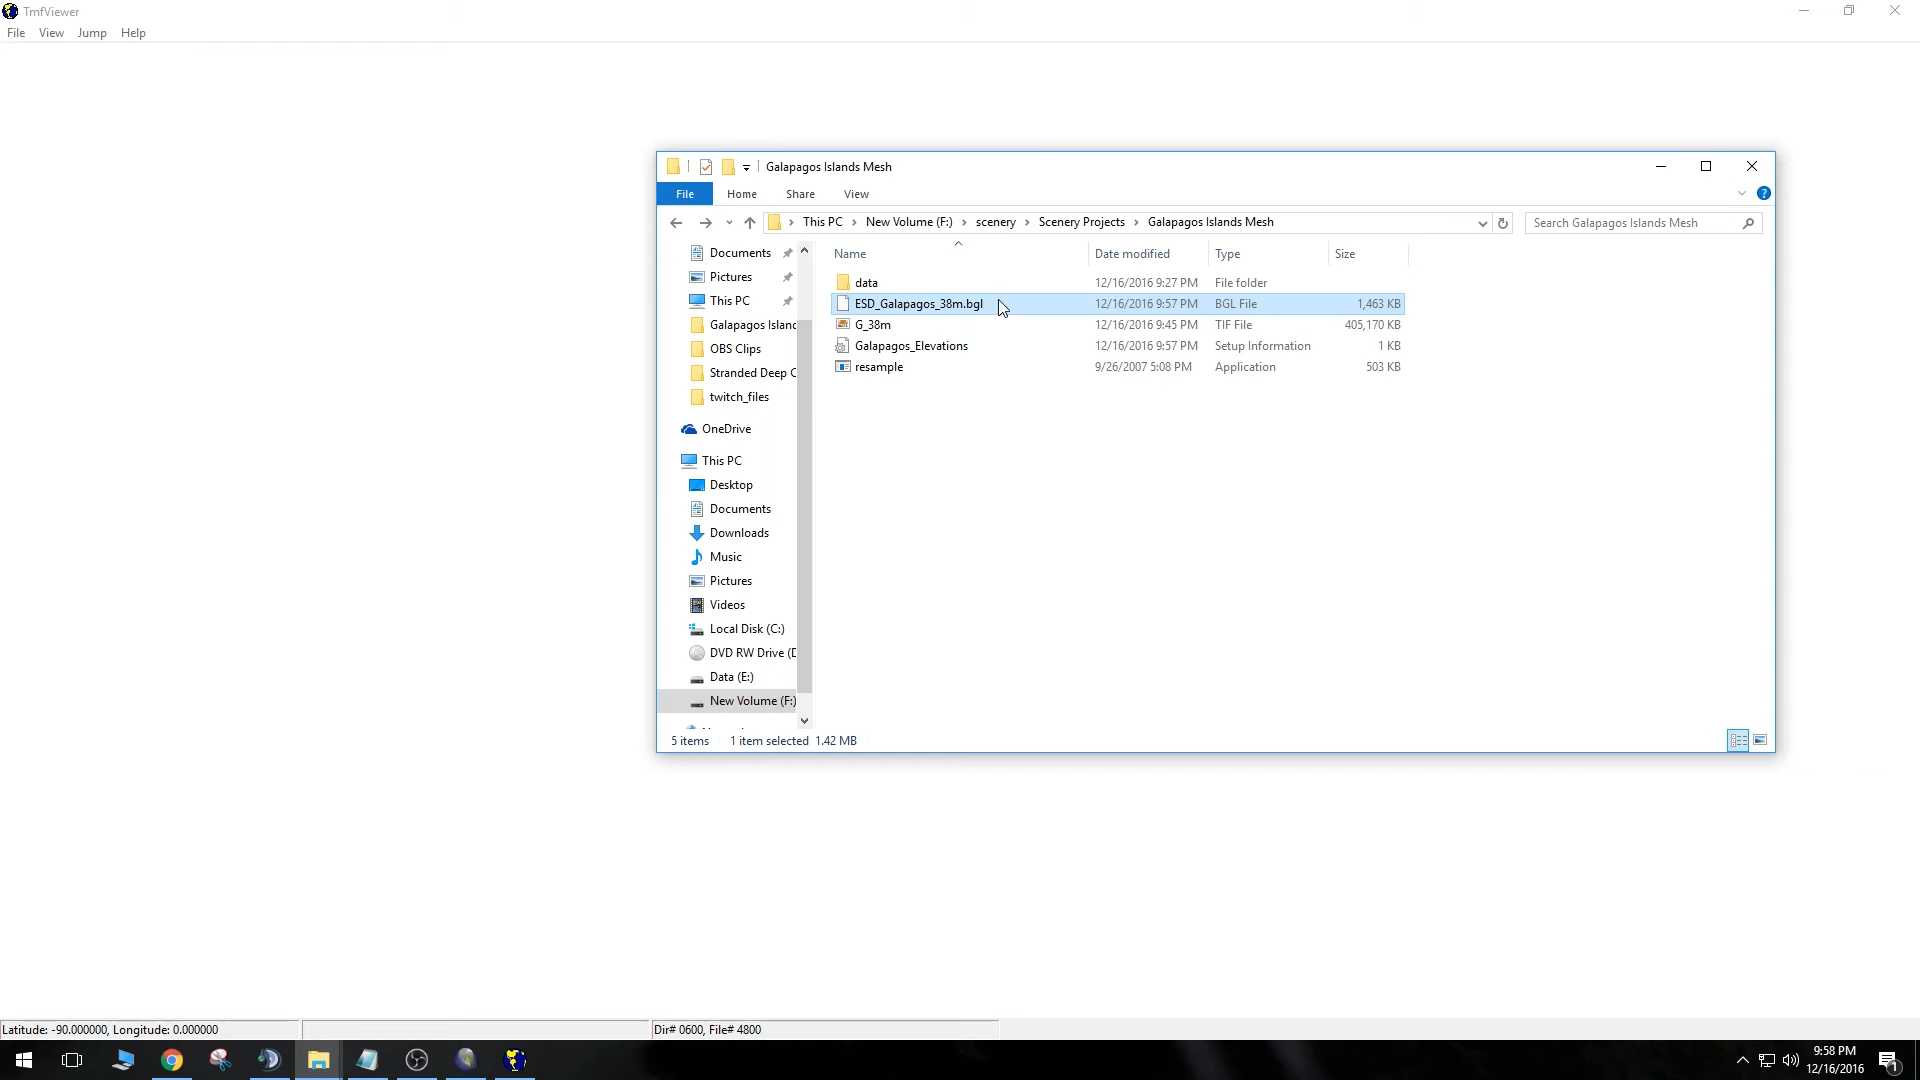 TmfViewer
File View Jump Help
Galapagos Islands Mesh
File Home Share View
This PC New Volume (F:) scenery Scenery Projects Galapagos Islands Mesh
Search Galapagos Islands Mesh
Documents
Pictures
This PC
Galapagos Islanc
OBS Clips
Stranded Deep C
twitch_files
OneDrive
This PC
Desktop
Documents
Downloads
Music
Pictures
Videos
Local Disk (C:)
DVD RW Drive (D
Data (E:)
New Volume (F:)
Name Date modified Type Size
data 12/16/2016 9:27 PM File folder
ESD_Galapagos_38m.bgl 12/16/2016 9:57 PM BGL File 1,463 KB
G_38m 12/16/2016 9:45 PM TIF File 405,170 KB
Galapagos_Elevations 12/16/2016 9:57 PM Setup Information 1 KB
resample 9/26/2007 5:08 PM Application 503 KB
5 items 1 item selected 1.42 MB
Latitude: -90.000000, Longitude: 0.000000
Dir# 0600, File# 4800
9:58 PM
12/16/2016
1